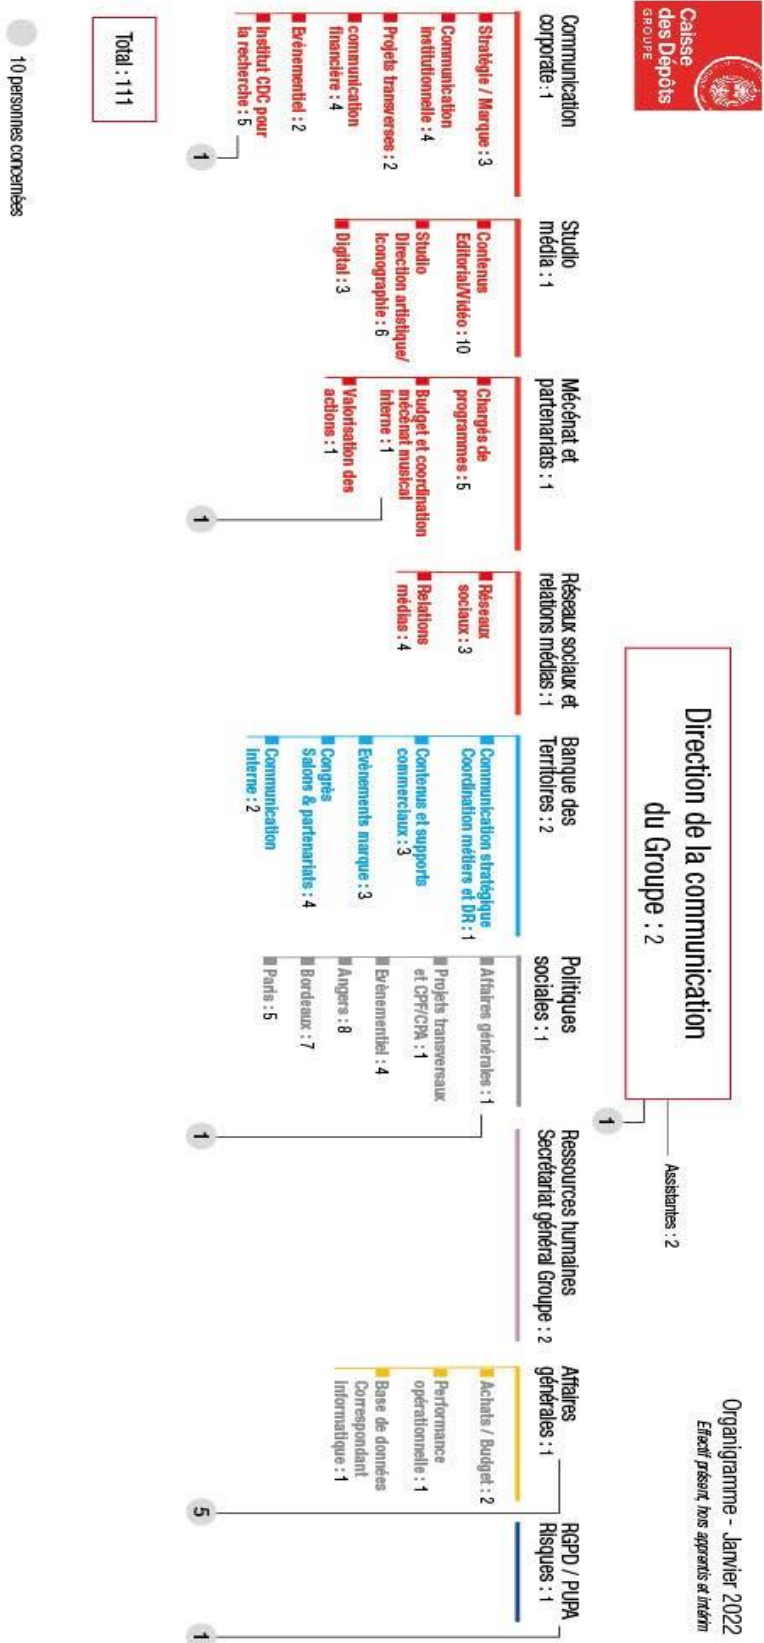 Caisse
des Dépôts
GROUPE
Organigramme - Janvier 2022
Effectif présent, hors apprentis et intérim
Direction de la communication
du Groupe : 2
Assistantes : 2
1
Communication
corporate : 1
Stratégie / Marque : 3
Communication
institutionnelle : 4
Projets transverses : 2
communication
financière : 4
Evènementiel : 2
Institut CDC pour
la recherche : 5
1
Studio
média : 1
Contenus
Editorial/Vidéo : 10
Studio
Direction artistique/
Iconographie : 6
Digital : 3
Mécénat et
partenariats : 1
Chargés de
programmes : 5
Budget et coordination
mécénat musical
interne : 1
Valorisation des
actions : 1
1
Réseaux sociaux et
relations médias : 1
Réseaux
sociaux : 3
Relations
médias : 4
Banque des
Territoires : 2
Communication stratégique
Coordination métiers et DR : 1
Contenus et supports
commerciaux : 3
Evènements marque : 3
Congrès
Salons & partenariats : 4
Communication
interne : 2
Politiques
sociales : 1
Affaires générales : 1
Projets transversaux
et CPF/CPA : 1
Evènementiel : 4
Angers : 8
Bordeaux : 7
Paris : 5
1
Ressources humaines
Secrétariat général Groupe : 2
Affaires
générales : 1
Achats / Budget : 2
Performance
opérationnelle : 1
Base de données
Correspondant
informatique : 1
5
RGPD / PUPA
Risques : 1
1
Total : 111
10 personnes concernées